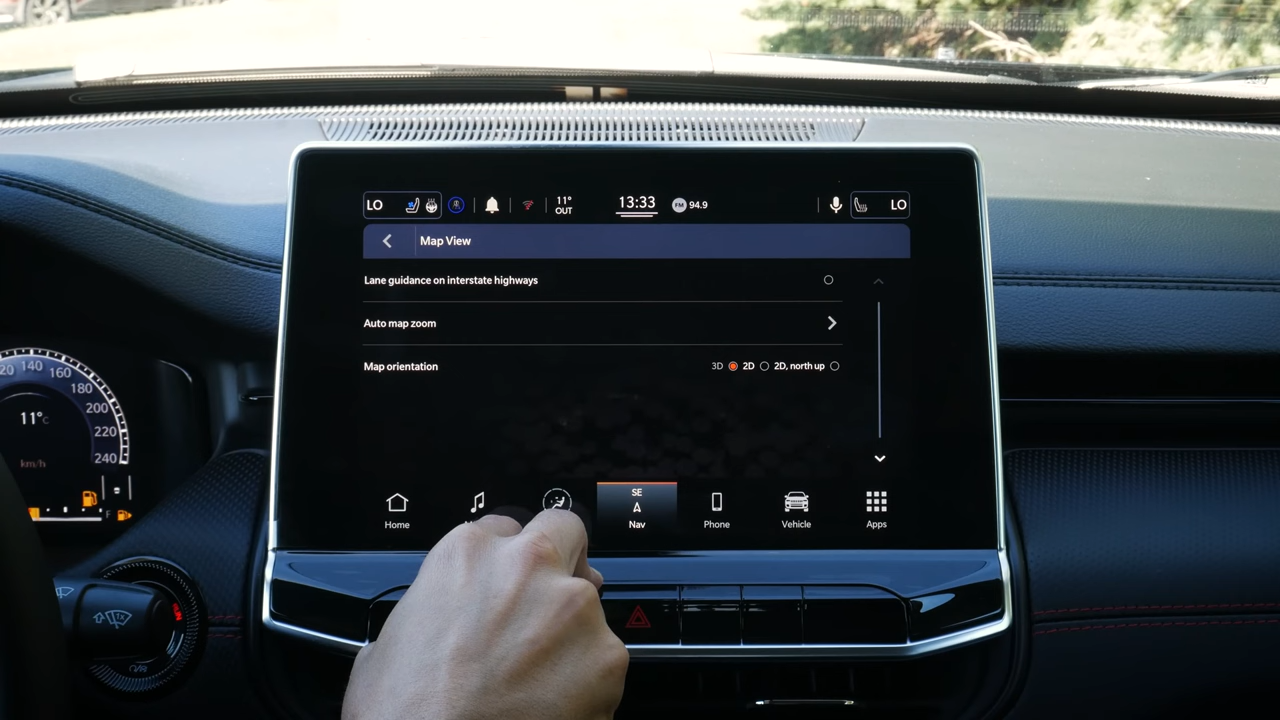 LO
11°
OUT
13:33
FM 94.9
LO
Map View
Lane guidance on interstate highways
Auto map zoom
Map orientation 3D 2D 2D, north up
SE
Home Nav Phone Vehicle Apps
20 140 160 180 200 220 240
11°C
km/h
F
1x